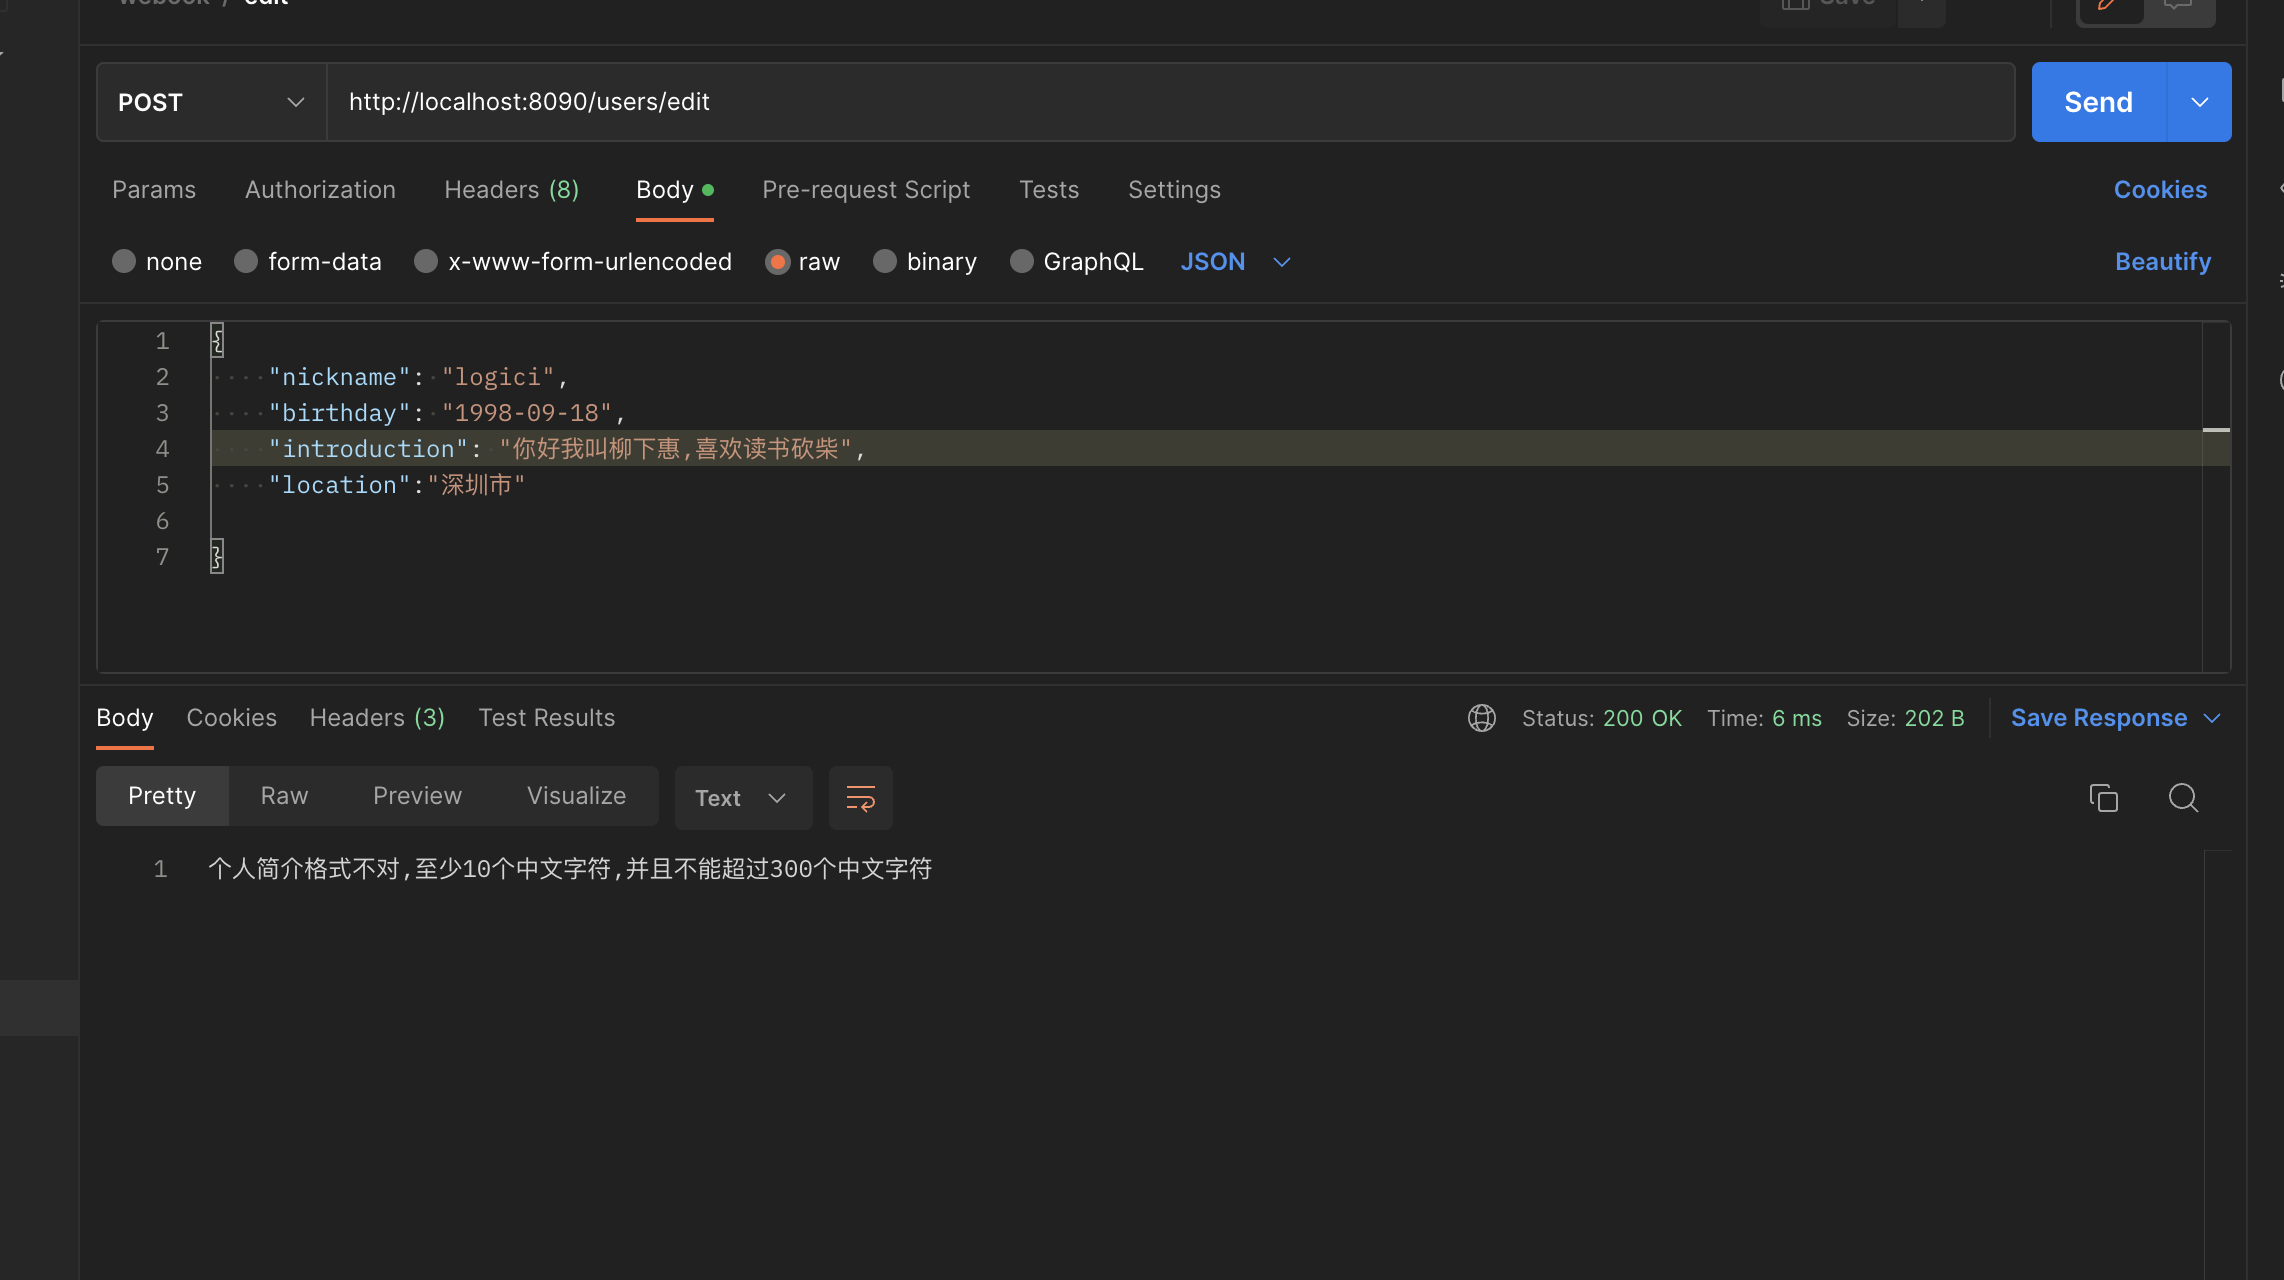 webook / edit
Save
POST
http://localhost:8090/users/edit
Send
Params Authorization Headers (8) Body Pre-request Script Tests Settings Cookies
none form-data x-www-form-urlencoded raw binary GraphQL JSON Beautify
1 {
2 "nickname": "logici",
3 "birthday": "1998-09-18",
4 "introduction": "你好我叫柳下惠,喜欢读书砍柴",
5 "location":"深圳市"
6
7 }
Body Cookies Headers (3) Test Results Status: 200 OK Time: 6 ms Size: 202 B Save Response
Pretty Raw Preview Visualize Text
1 个人简介格式不对,至少10个中文字符,并且不能超过300个中文字符